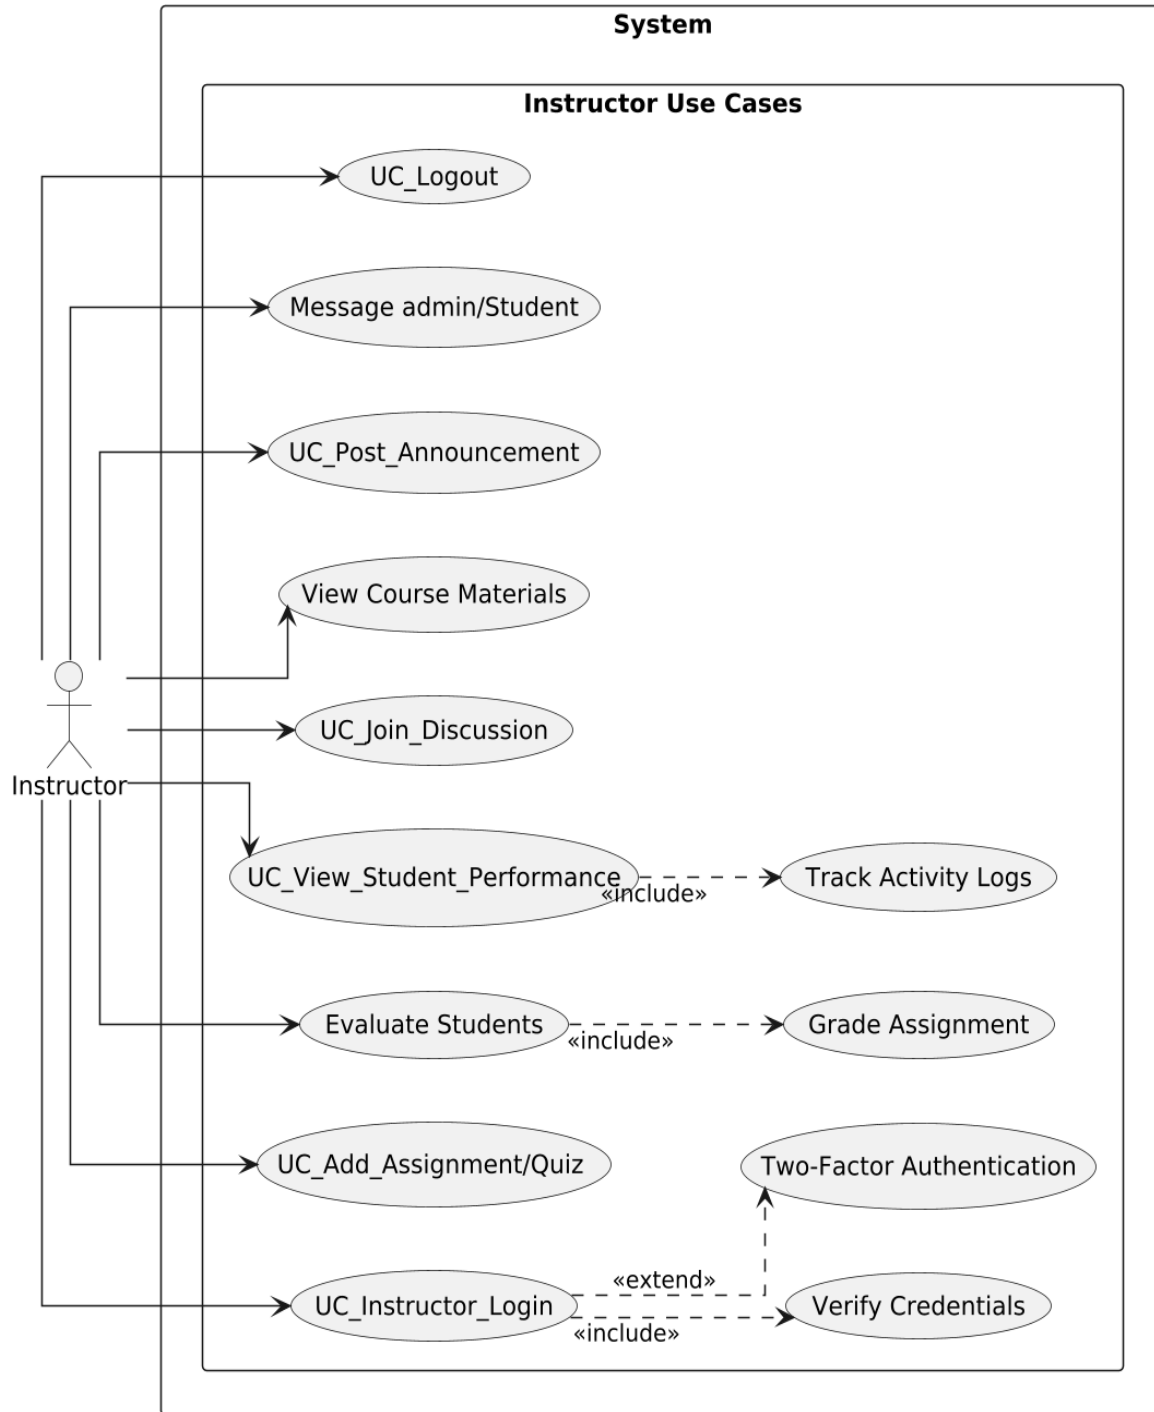 System
Instructor Use Cases
UC_Logout
Message admin/Student
UC_Post_Announcement
View Course Materials
UC_Join_Discussion
Instructor
UC_View_Student_Performance
«include»
Track Activity Logs
Evaluate Students
«include»
Grade Assignment
UC_Add_Assignment/Quiz
Two-Factor Authentication
«extend»
UC_Instructor_Login
«include»
Verify Credentials